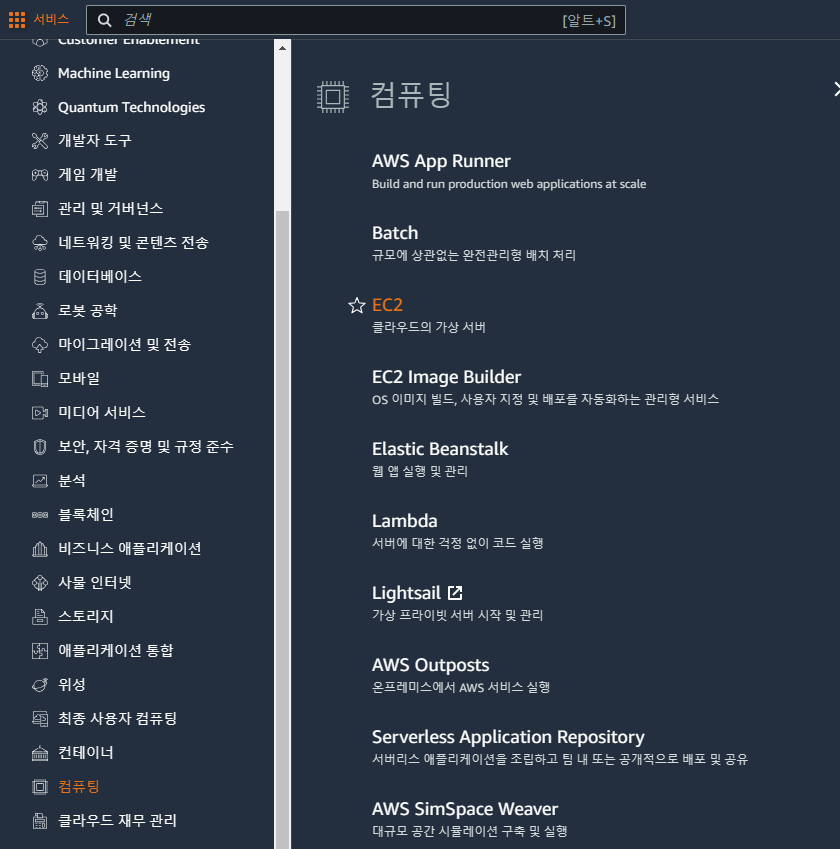 서비스
검색
[알트+S]
Customer Enablement
Machine Learning
Quantum Technologies
개발자 도구
게임 개발
관리 및 거버넌스
네트워킹 및 콘텐츠 전송
데이터베이스
로봇 공학
마이그레이션 및 전송
모바일
미디어 서비스
보안, 자격 증명 및 규정 준수
분석
블록체인
비즈니스 애플리케이션
사물 인터넷
스토리지
애플리케이션 통합
위성
최종 사용자 컴퓨팅
컨테이너
컴퓨팅
클라우드 재무 관리
컴퓨팅
AWS App Runner
Build and run production web applications at scale
Batch
규모에 상관없는 완전관리형 배치 처리
EC2
클라우드의 가상 서버
EC2 Image Builder
OS 이미지 빌드, 사용자 지정 및 배포를 자동화하는 관리형 서비스
Elastic Beanstalk
웹 앱 실행 및 관리
Lambda
서버에 대한 걱정 없이 코드 실행
Lightsail
가상 프라이빗 서버 시작 및 관리
AWS Outposts
온프레미스에서 AWS 서비스 실행
Serverless Application Repository
서버리스 애플리케이션을 조립하고 팀 내 또는 공개적으로 배포 및 공유
AWS SimSpace Weaver
대규모 공간 시뮬레이션 구축 및 실행